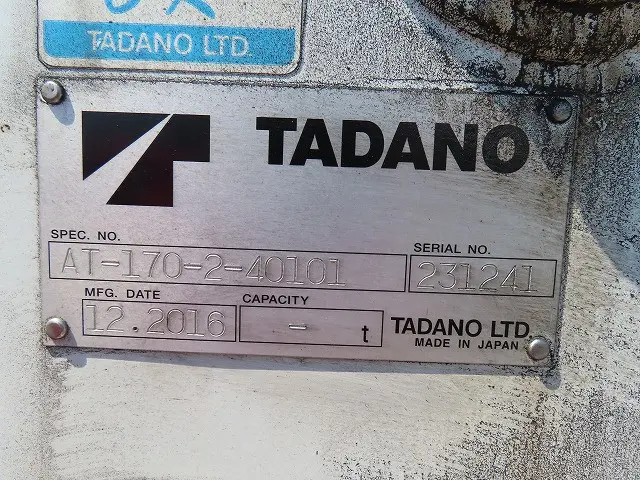 TADANO LTD.
TADANO
SPEC. NO.
AT-170-2-40101
SERIAL NO.
231241
MFG. DATE
12.2016
CAPACITY
- t
TADANO LTD.
MADE IN JAPAN